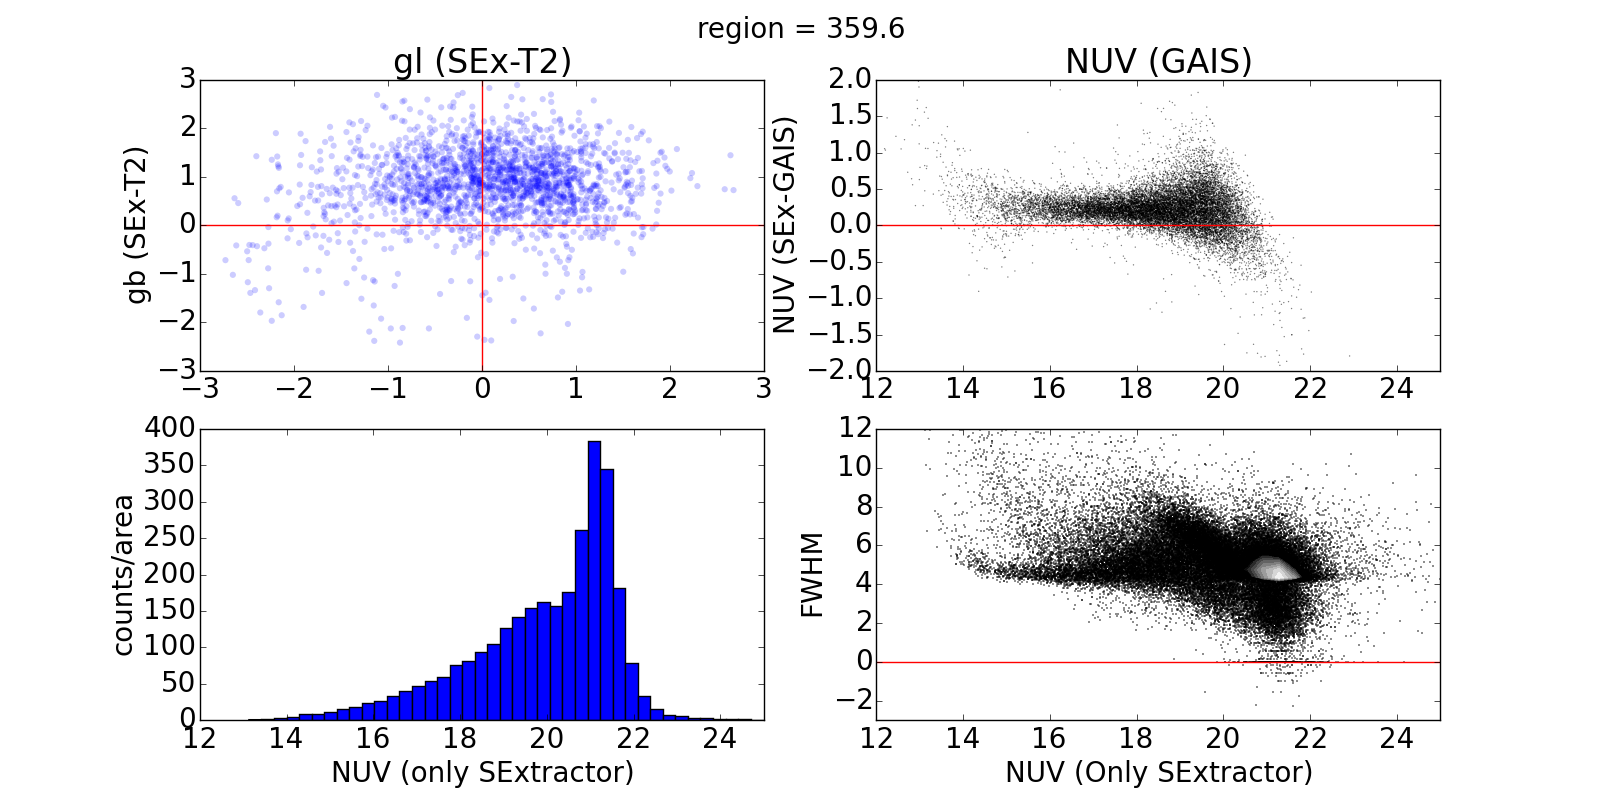 region = 359.6
gl (SEx-T2)
NUV (GAIS)
gb (SEx-T2)
3
2
1
0
−1
−2
−3
−3 −2 −1 0 1 2 3
NUV (SEx-GAIS)
2.0
1.5
1.0
0.5
0.0
−0.5
−1.0
−1.5
−2.0
12 14 16 18 20 22 24
counts/area
400
350
300
250
200
150
100
50
0
12 14 16 18 20 22 24
NUV (only SExtractor)
FWHM
12
10
8
6
4
2
0
−2
12 14 16 18 20 22 24
NUV (Only SExtractor)